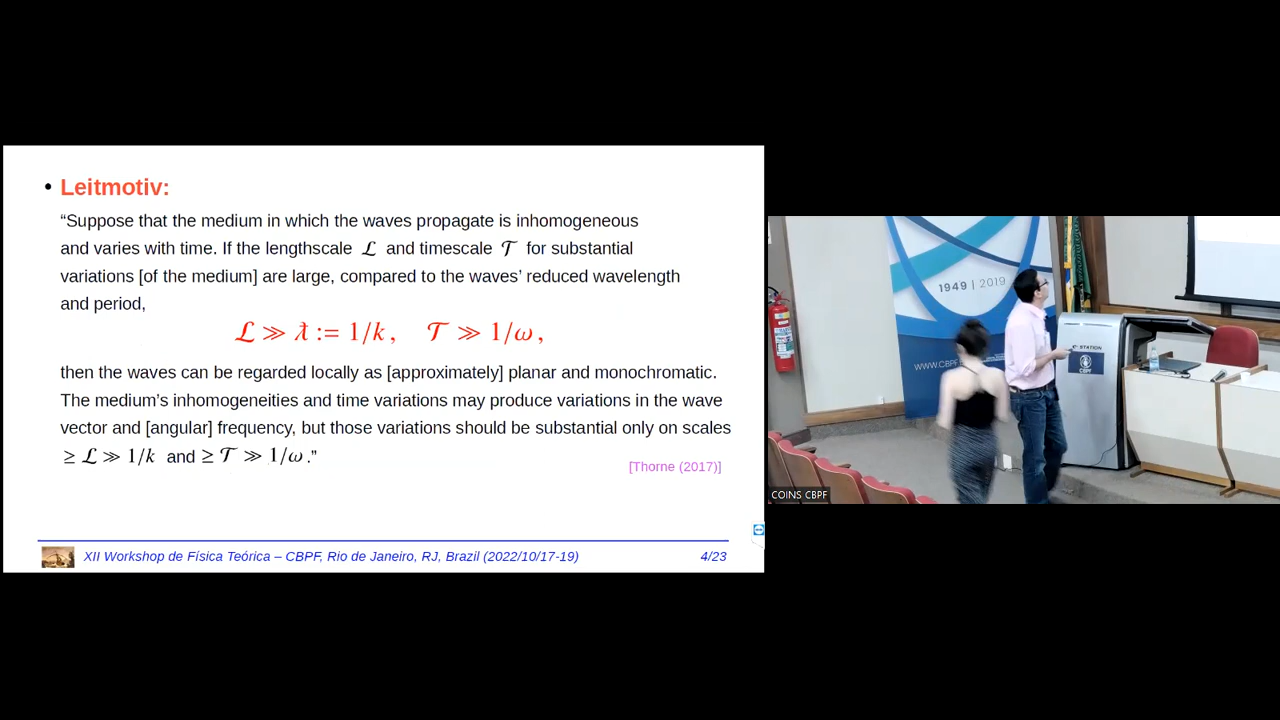 • Leitmotiv:
“Suppose that the medium in which the waves propagate is inhomogeneous
and varies with time. If the lengthscale ℒ and timescale 𝒯 for substantial
variations [of the medium] are large, compared to the waves’ reduced wavelength
and period,
ℒ ≫ ƛ := 1/k, 𝒯 ≫ 1/ω,
then the waves can be egarded locally as [approximately] planar and monochromatic.
The medium’s inhomogeneities and time variations may produce variations in the wave
vector and [angular] frequency, but those variations should be substantial only on scales
≥ ℒ ≫ 1/k and ≥ 𝒯 ≫ 1/ω.”
[Thorne (2017)]
XII Workshop de Física Teórica – CBPF, Rio de Janeiro, RJ, Brazil (2022/10/17-19)
4/23
1949 | 2019
WWW.CBPF
STATION
CBPF
COINS CBPF